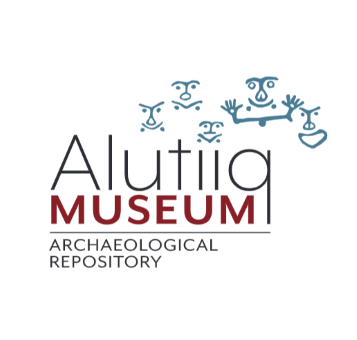 Alutiiq
MUSEUM
ARCHAEOLOGICAL
REPOSITORY